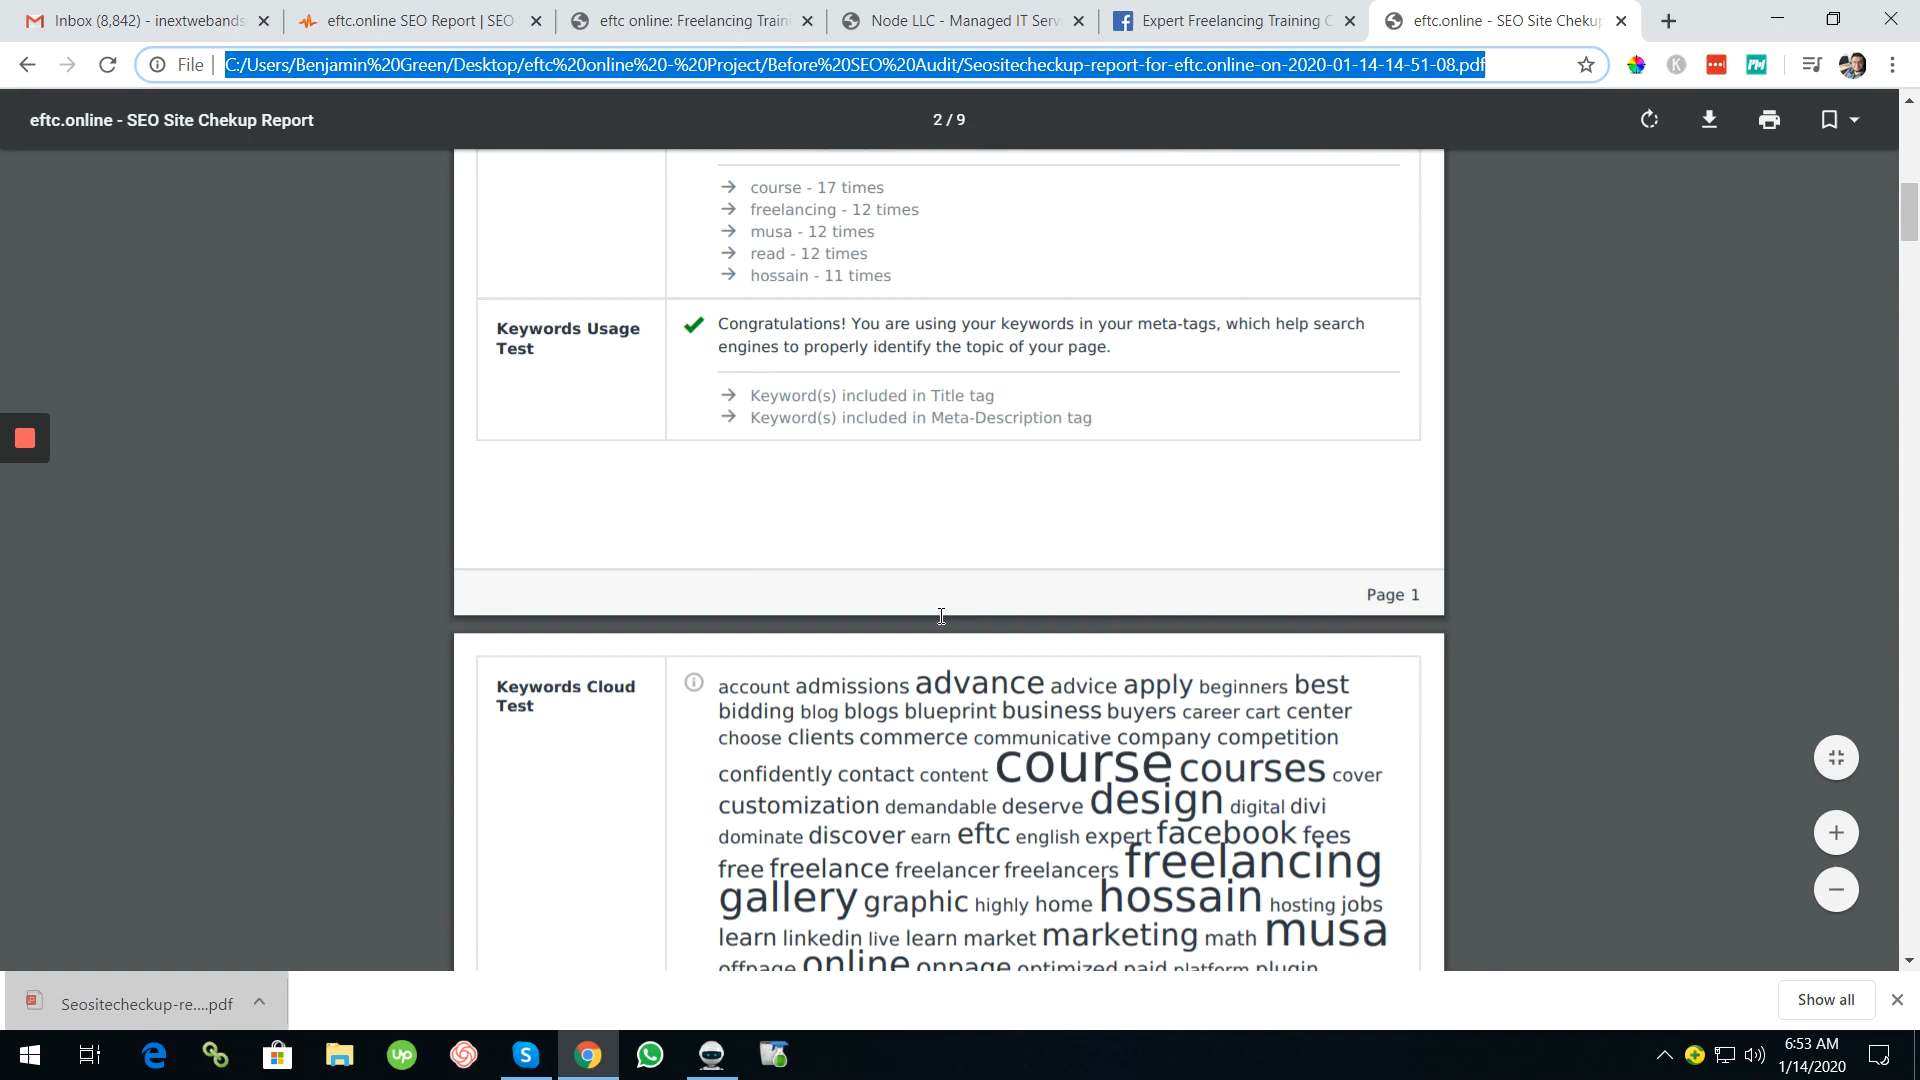 Inbox (8,842) - inextwebands
eftc.online SEO Report | SEO
eftc online: Freelancing Traini
Node LLC - Managed IT Serv
Expert Freelancing Training C
eftc.online - SEO Site Chekup
File
C:/Users/Benjamin%20Green/Desktop/eftc%20online%20-%20Project/Before%20SEO%20Audit/Seositecheckup-report-for-eftc.online-on-2020-01-14-14-51-08.pdf
eftc.online - SEO Site Chekup Report
2 / 9
course - 17 times
freelancing - 12 times
musa - 12 times
read - 12 times
hossain - 11 times
Keywords Usage
Test
Congratulations! You are using your keywords in your meta-tags, which help search
engines to properly identify the topic of your page.
Keyword(s) included in Title tag
Keyword(s) included in Meta-Description tag
Page 1
Keywords Cloud
Test
account admissions advance advice apply beginners best
bidding blog blogs blueprint business buyers career cart center
choose clients commerce communicative company competition
confidently contact content course courses cover
customization demandable deserve design digital divi
dominate discover earn eftc english expert facebook fees
free freelance freelancer freelancers freelancing
gallery graphic highly home hossain hosting jobs
learn linkedin live learn market marketing math musa
offpage online onpage optimized paid platform plugin
Seositecheckup-re....pdf
Show all
6:53 AM
1/14/2020